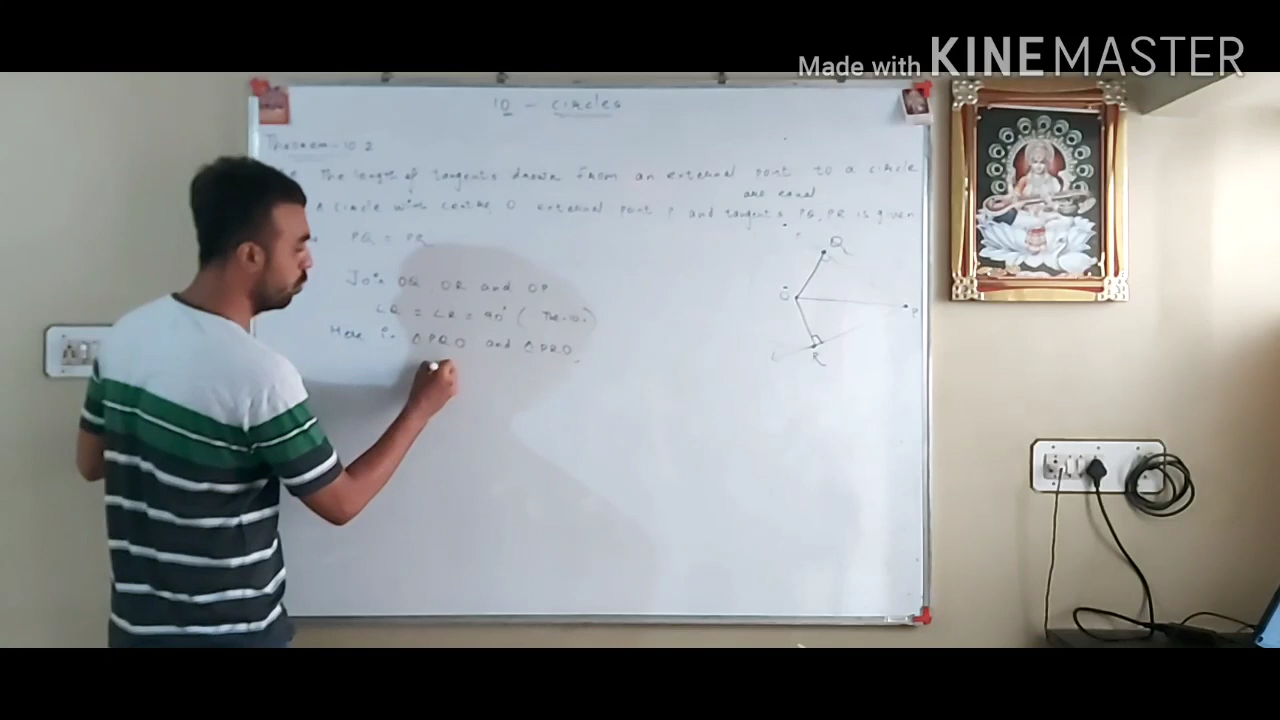 Made with KINEMASTER
10 - circles
Theorem - 10.2
The length of tangents drawn from an external point to a circle
are equal
A circle with centre O external point P and tangents PQ, PR is given
PQ = PR
Join OQ OR and OP
∠Q = ∠R = 90° (
Here in △PQO and △PRO
Q
O
P
R